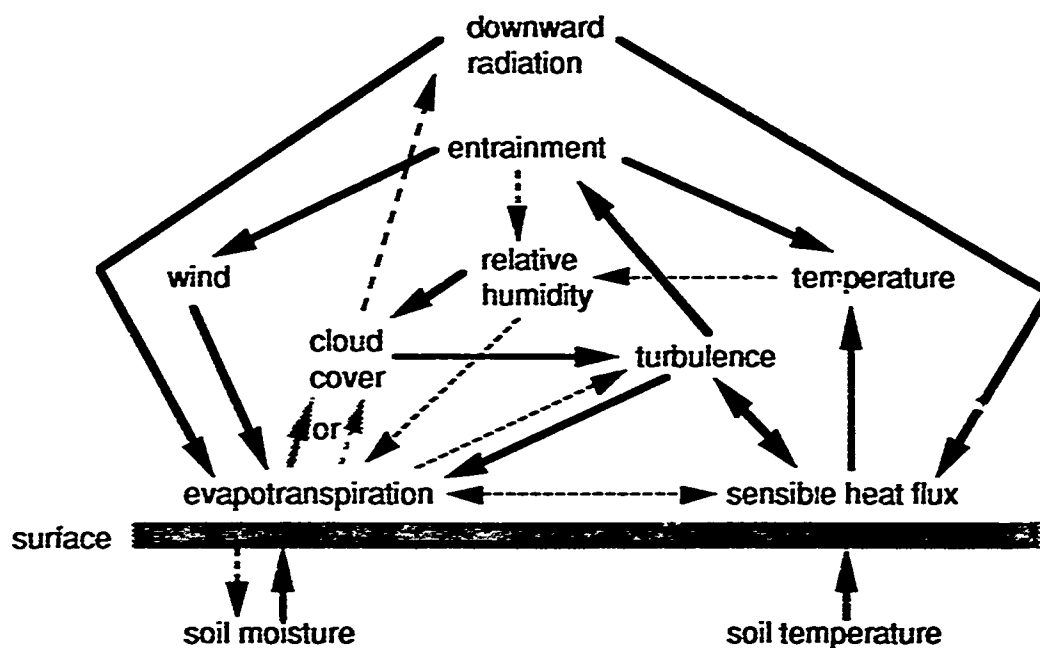 downward
radiation
entrainment
wind
relative
humidity
temperature
cloud
cover
turbulence
or
evapotranspiration
sensible heat flux
surface
soil moisture
soil temperature